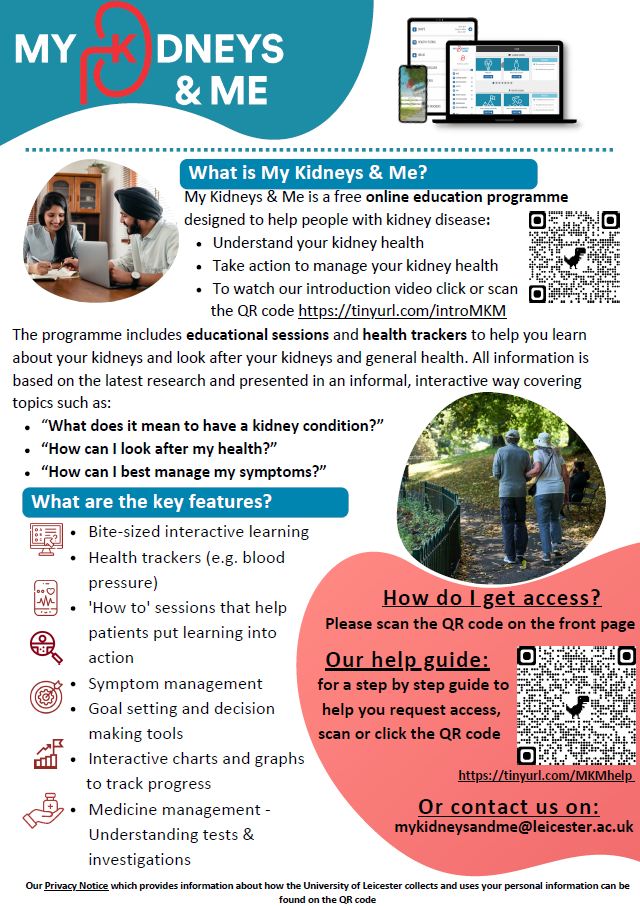 MY KIDNEYS
& ME
What is My Kidneys & Me?
My Kidneys & Me is a free online education programme
designed to help people with kidney disease:
• Understand your kidney health
• Take action to manage your kidney health
• To watch our introduction video click or scan
the QR code https://tinyurl.com/introMKM
The programme includes educational sessions and health trackers to help you learn
about your kidneys and look after your kidneys and general health. All information is
based on the latest research and presented in an informal, interactive way covering
topics such as:
• “What does it mean to have a kidney condition?”
• “How can I look after my health?”
• “How can I best manage my symptoms?”
What are the key features?
• Bite-sized interactive learning
• Health trackers (e.g. blood
pressure)
• 'How to' sessions that help
patients put learning into
action
• Symptom management
• Goal setting and decision
making tools
• Interactive charts and graphs
to track progress
• Medicine management -
Understanding tests &
investigations
How do I get access?
Please scan the QR code on the front page
Our help guide:
for a step by step guide to
help you request access,
scan or click the QR code
https://tinyurl.com/MKMhelp
Or contact us on:
mykidneysandme@leicester.ac.uk
Our Privacy Notice which provides information about how the University of Leicester collects and uses your personal information can be
found on the QR code